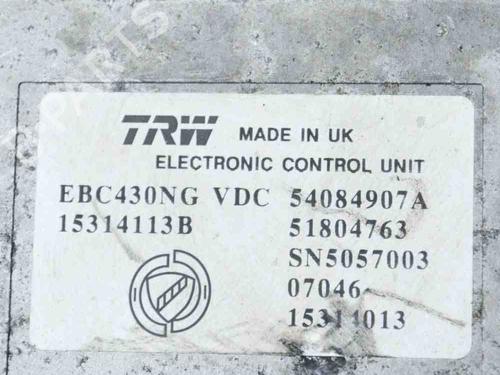 TRW MADE IN UK
ELECTRONIC CONTROL UNIT
EBC430NG VDC 54084907A
15314113B 51804763
SN5057003
07046
15314013